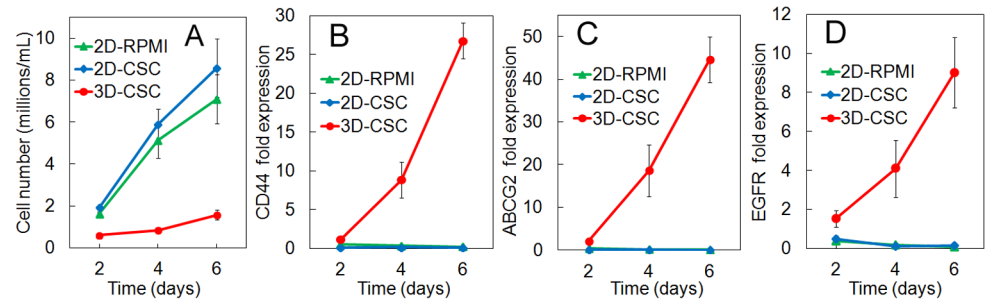 A
Cell number (millions/mL)
10
8
6
4
2
0
2D-RPMI
2D-CSC
3D-CSC
2 4 6
Time (days)
B
CD44 fold expression
30
25
20
15
10
5
0
2D-RPMI
2D-CSC
3D-CSC
2 4 6
Time (days)
C
ABCG2 fold expression
50
40
30
20
10
0
2D-RPMI
2D-CSC
3D-CSC
2 4 6
Time (days)
D
EGFR fold expression
12
10
8
6
4
2
0
2D-RPMI
2D-CSC
3D-CSC
2 4 6
Time (days)